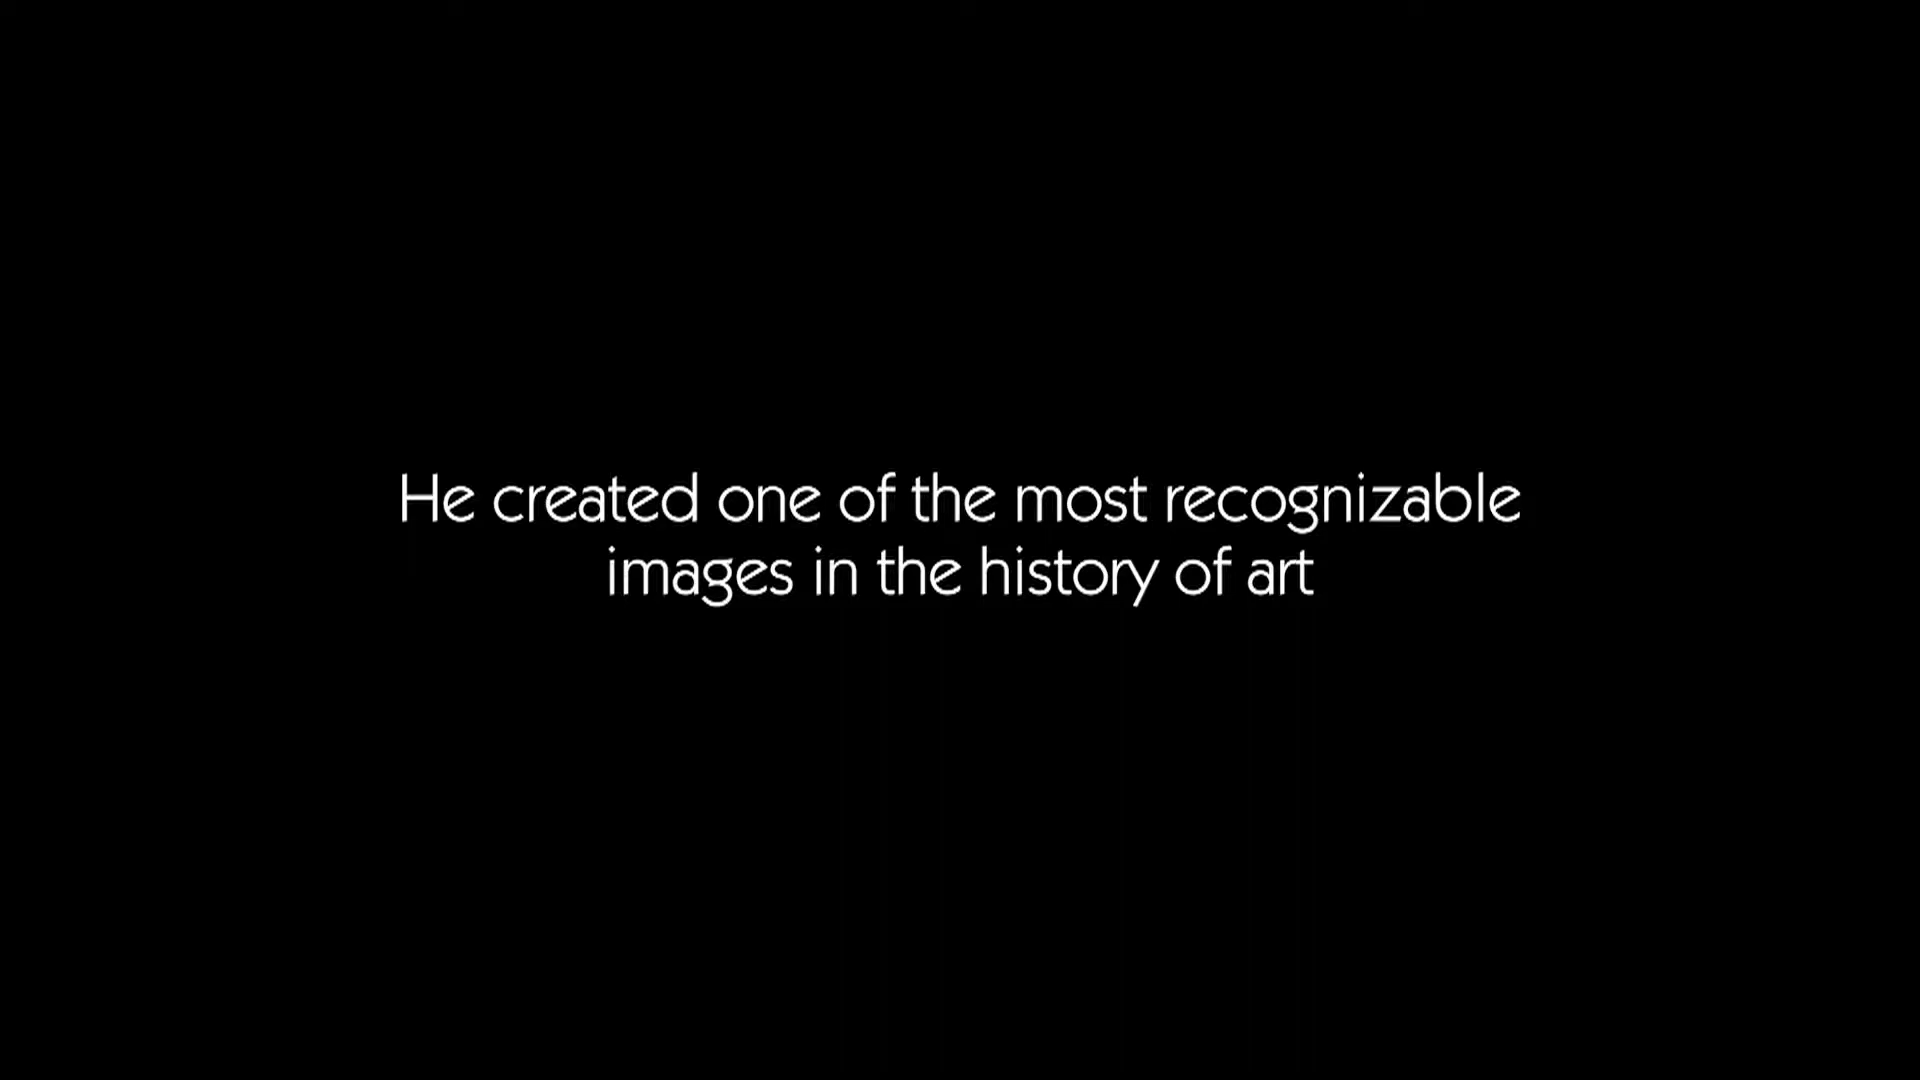 He created one of the most recognizable
images in the history of art